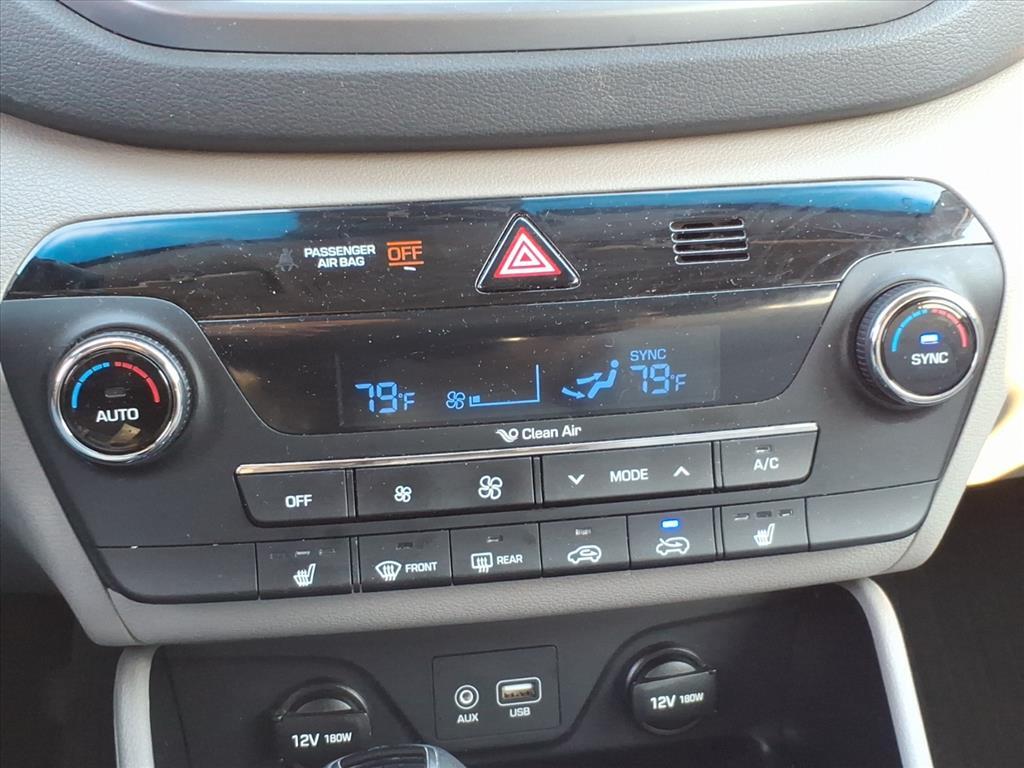 PASSENGER
AIR BAG
OFF
SYNC
AUTO
79°F
SYNC
79°F
Clean Air
OFF
MODE
A/C
FRONT
REAR
AUX
USB
12V 180W
12V 180W